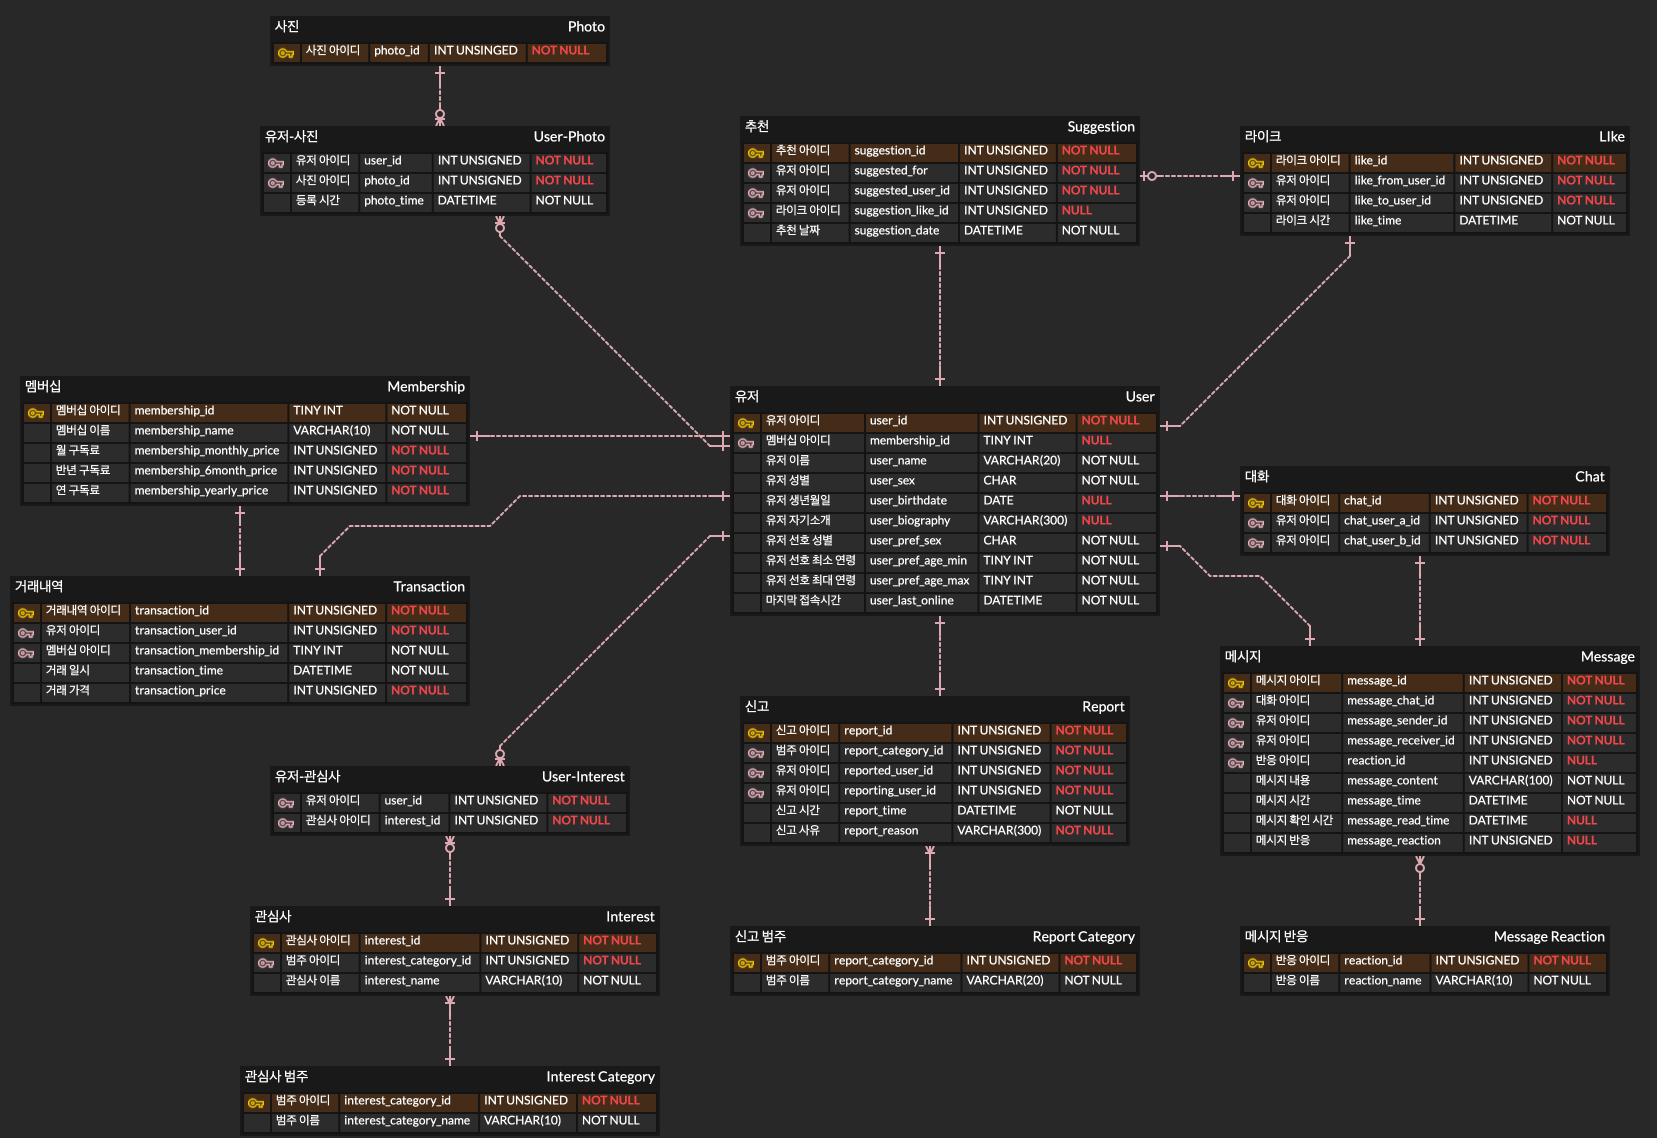 사진 Photo
사진 아이디 photo_id INT UNSINGED NOT NULL
유저-사진 User-Photo
유저 아이디 user_id INT UNSIGNED NOT NULL
사진 아이디 photo_id INT UNSIGNED NOT NULL
등록 시간 photo_time DATETIME NOT NULL
추천 Suggestion
추천 아이디 suggestion_id INT UNSIGNED NOT NULL
유저 아이디 suggested_for INT UNSIGNED NOT NULL
유저 아이디 suggested_user_id INT UNSIGNED NOT NULL
라이크 아이디 suggestion_like_id INT UNSIGNED NULL
추천 날짜 suggestion_date DATETIME NOT NULL
라이크 LIke
라이크 아이디 like_id INT UNSIGNED NOT NULL
유저 아이디 like_from_user_id INT UNSIGNED NOT NULL
유저 아이디 like_to_user_id INT UNSIGNED NOT NULL
라이크 시간 like_time DATETIME NOT NULL
멤버십 Membership
멤버십 아이디 membership_id TINY INT NOT NULL
멤버십 이름 membership_name VARCHAR(10) NOT NULL
월 구독료 membership_monthly_price INT UNSIGNED NOT NULL
반년 구독료 membership_6month_price INT UNSIGNED NOT NULL
연 구독료 membership_yearly_price INT UNSIGNED NOT NULL
유저 User
유저 아이디 user_id INT UNSIGNED NOT NULL
멤버십 아이디 membership_id TINY INT NULL
유저 이름 user_name VARCHAR(20) NOT NULL
유저 성별 user_sex CHAR NOT NULL
유저 생년월일 user_birthdate DATE NULL
유저 자기소개 user_biography VARCHAR(300) NULL
유저 선호 성별 user_pref_sex CHAR NOT NULL
유저 선호 최소 연령 user_pref_age_min TINY INT NOT NULL
유저 선호 최대 연령 user_pref_age_max TINY INT NOT NULL
마지막 접속시간 user_last_online DATETIME NOT NULL
대화 Chat
대화 아이디 chat_id INT UNSIGNED NOT NULL
유저 아이디 chat_user_a_id INT UNSIGNED NOT NULL
유저 아이디 chat_user_b_id INT UNSIGNED NOT NULL
거래내역 Transaction
거래내역 아이디 transaction_id INT UNSIGNED NOT NULL
유저 아이디 transaction_user_id INT UNSIGNED NOT NULL
멤버십 아이디 transaction_membership_id TINY INT NOT NULL
거래 일시 transaction_time DATETIME NOT NULL
거래 가격 transaction_price INT UNSIGNED NOT NULL
메시지 Message
메시지 아이디 message_id INT UNSIGNED NOT NULL
대화 아이디 message_chat_id INT UNSIGNED NOT NULL
유저 아이디 message_sender_id INT UNSIGNED NOT NULL
유저 아이디 message_receiver_id INT UNSIGNED NOT NULL
반응 아이디 reaction_id INT UNSIGNED NULL
메시지 내용 message_content VARCHAR(100) NOT NULL
메시지 시간 message_time DATETIME NOT NULL
메시지 확인 시간 message_read_time DATETIME NULL
메시지 반응 message_reaction INT UNSIGNED NULL
신고 Report
신고 아이디 report_id INT UNSIGNED NOT NULL
범주 아이디 report_category_id INT UNSIGNED NOT NULL
유저 아이디 reported_user_id INT UNSIGNED NOT NULL
유저 아이디 reporting_user_id INT UNSIGNED NOT NULL
신고 시간 report_time DATETIME NOT NULL
신고 사유 report_reason VARCHAR(300) NOT NULL
유저-관심사 User-Interest
유저 아이디 user_id INT UNSIGNED NOT NULL
관심사 아이디 interest_id INT UNSIGNED NOT NULL
관심사 Interest
관심사 아이디 interest_id INT UNSIGNED NOT NULL
범주 아이디 interest_category_id INT UNSIGNED NOT NULL
관심사 이름 interest_name VARCHAR(10) NOT NULL
신고 범주 Report Category
범주 아이디 report_category_id INT UNSIGNED NOT NULL
범주 이름 report_category_name VARCHAR(20) NOT NULL
메시지 반응 Message Reaction
반응 아이디 reaction_id INT UNSIGNED NOT NULL
반응 이름 reaction_name VARCHAR(10) NOT NULL
관심사 범주 Interest Category
범주 아이디 interest_category_id INT UNSIGNED NOT NULL
범주 이름 interest_category_name VARCHAR(10) NOT NULL